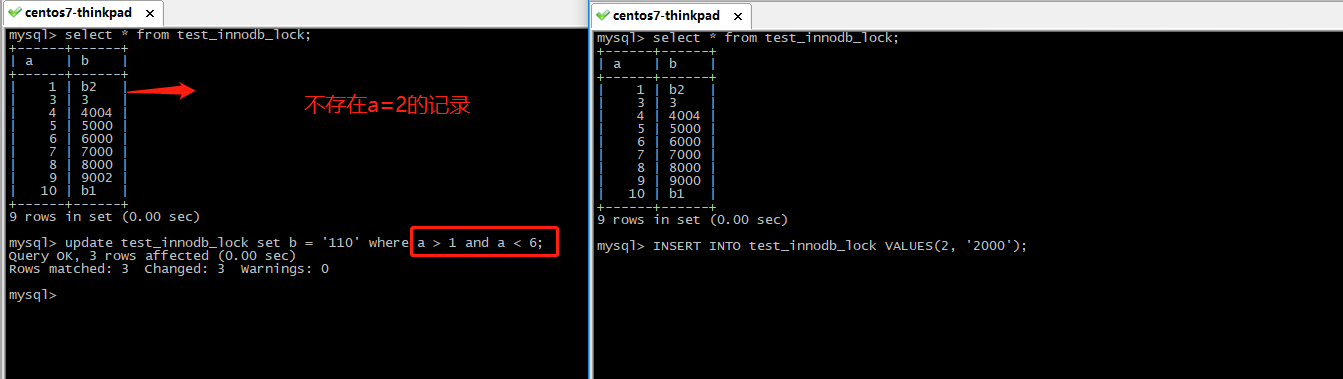 centos7-thinkpad ×
mysql> select * from test_innodb_lock;
+------+------+
| a    | b    |
+------+------+
|    1 | b2   |
|    3 | 3    |
|    4 | 4004 |
|    5 | 5000 |
|    6 | 6000 |
|    7 | 7000 |
|    8 | 8000 |
|    9 | 9002 |
|   10 | b1   |
+------+------+
9 rows in set (0.00 sec)
不存在a=2的记录
mysql> update test_innodb_lock set b = '110' where a > 1 and a < 6;
Query OK, 3 rows affected (0.00 sec)
Rows matched: 3  Changed: 3  Warnings: 0
mysql>
centos7-thinkpad ×
mysql> select * from test_innodb_lock;
+------+------+
| a    | b    |
+------+------+
|    1 | b2   |
|    3 | 3    |
|    4 | 4004 |
|    5 | 5000 |
|    6 | 6000 |
|    7 | 7000 |
|    8 | 8000 |
|    9 | 9000 |
|   10 | b1   |
+------+------+
9 rows in set (0.00 sec)
mysql> INSERT INTO test_innodb_lock VALUES(2, '2000');